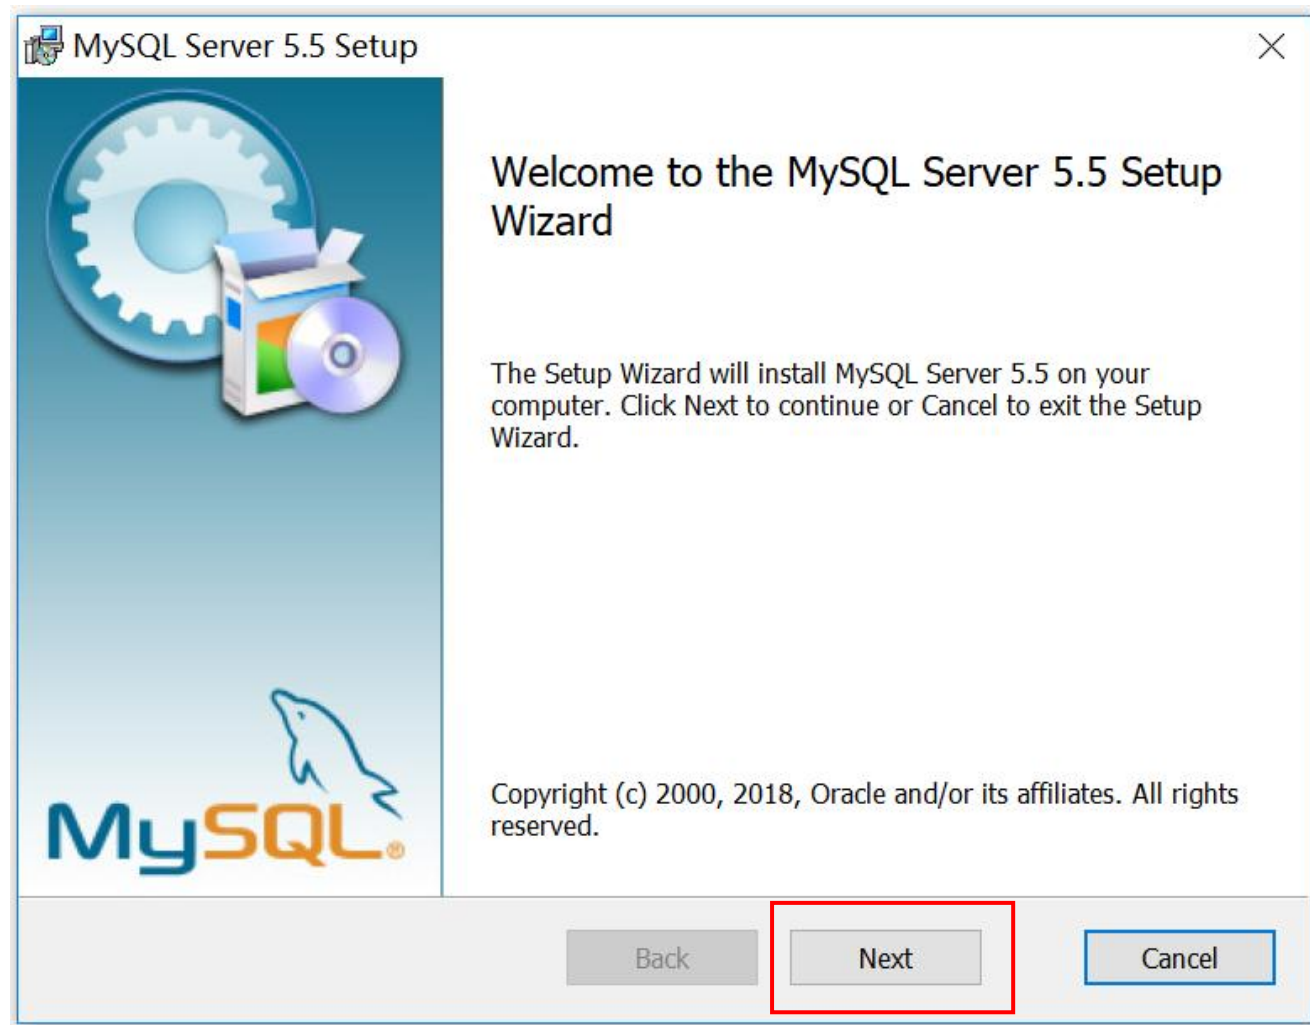 MySQL Server 5.5 Setup
Welcome to the MySQL Server 5.5 Setup
Wizard
The Setup Wizard will install MySQL Server 5.5 on your
computer. Click Next to continue or Cancel to exit the Setup
Wizard.
MySQL®
Copyright (c) 2000, 2018, Oracle and/or its affiliates. All rights
reserved.
Back
Next
Cancel